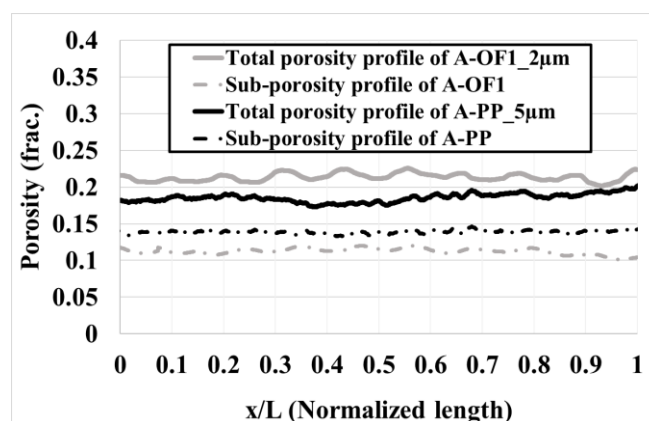 0.4
0.35
0.3
0.25
0.2
0.15
0.1
0.05
0
Porosity (frac.)
Total porosity profile of A-OF1_2μm
Sub-porosity profile of A-OF1
Total porosity profile of A-PP_5μm
Sub-porosity profile of A-PP
0 0.1 0.2 0.3 0.4 0.5 0.6 0.7 0.8 0.9 1
x/L (Normalized length)